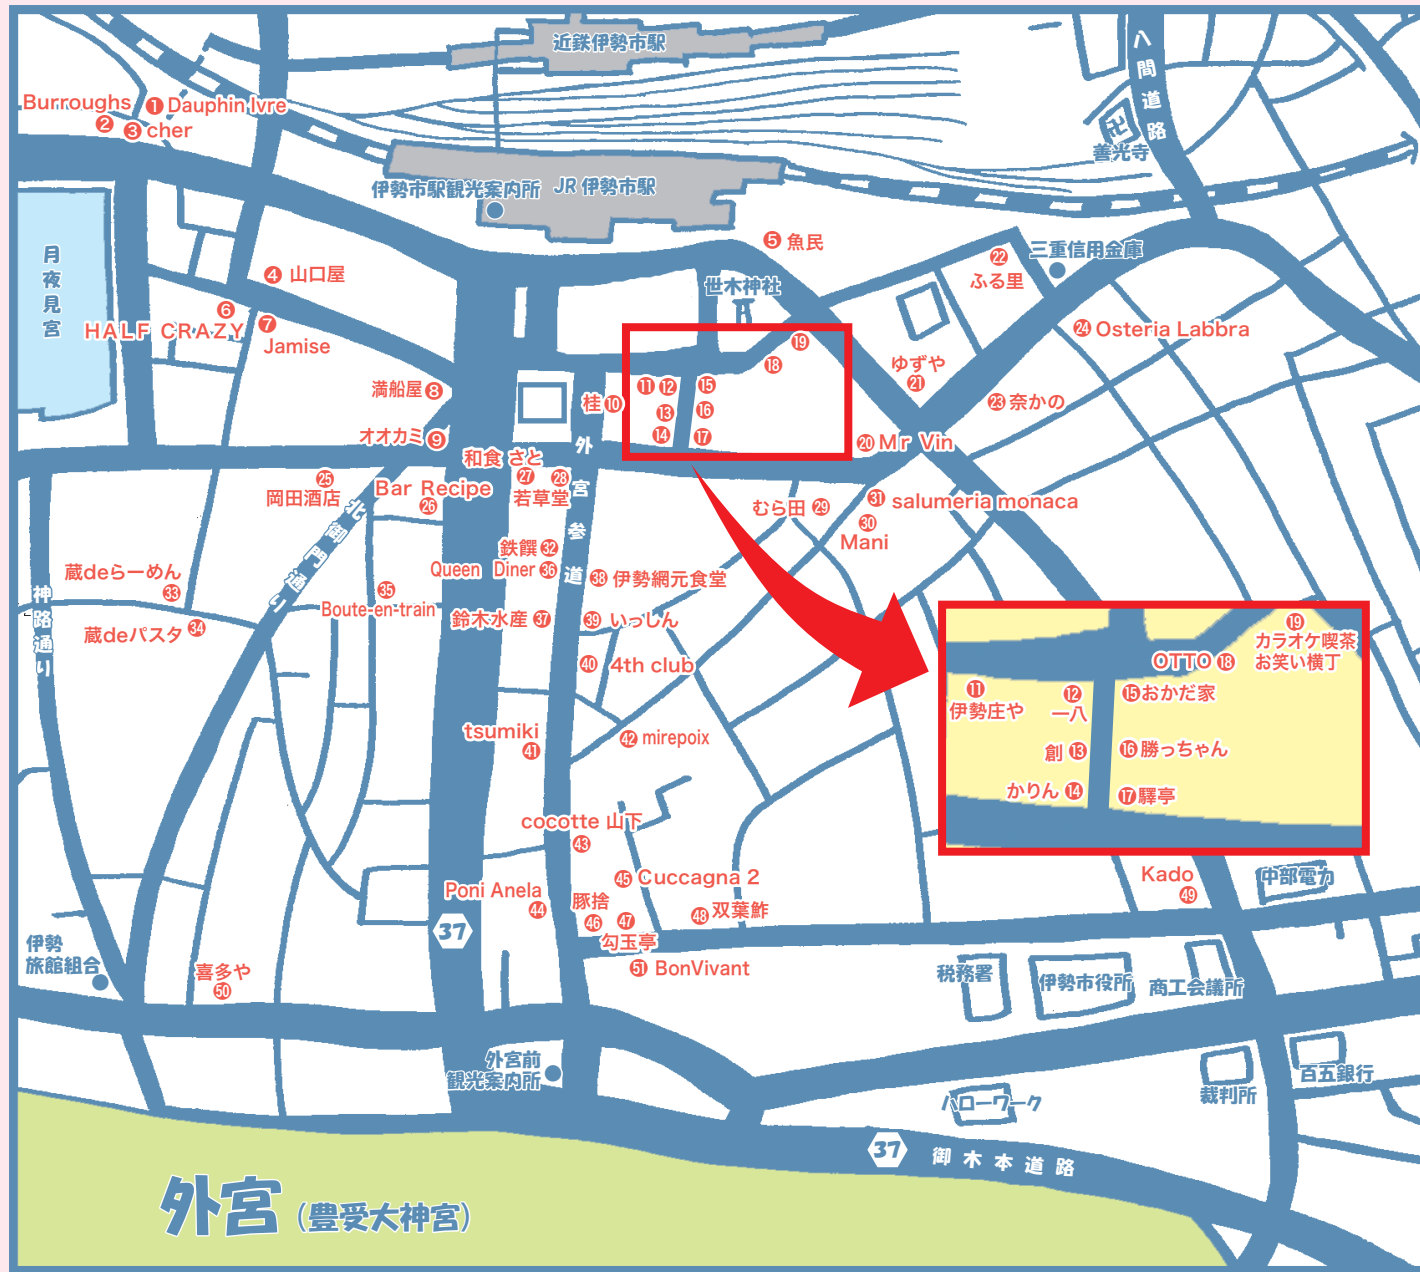 近鉄伊勢市駅
八間道路
Burroughs
② 
① Dauphin Ivre
③ cher
善光寺
伊勢市駅観光案内所
JR 伊勢市駅
月夜見宮
⑤ 魚民
三重信用金庫
㉒
ふる里
④ 山口屋
世木神社
⑥
HALF CRAZY
⑦
Jamise
㉔ Osteria Labbra
⑲
⑱
ゆずや
㉑
満船屋 ⑧
桂 ⑩
⑪ ⑫ ⑮
⑬ ⑯
⑭ ⑰
㉓ 奈かの
オオカミ ⑨
⑳ Mr Vin
外宮参道
和食 さと
㉗
㉘
若草堂
㉕
岡田酒店
Bar Recipe
㉖
北御門通り
むら田 ㉙
㉛ salumeria monaca
㉚
Mani
鉄饌 ㉜
Queen Diner ㊱
㊳ 伊勢網元食堂
蔵deらーめん
㉝
神路通り
㉟
Boute-en-train
鈴木水産 ㊲
㊴ いっしん
蔵deパスタ ㉞
㊵ 4th club
⑲
カラオケ喫茶
お笑い横丁
OTTO ⑱
⑪
伊勢庄や
⑫
一八
⑮ おかだ家
創 ⑬
⑯ 勝っちゃん
かりん ⑭
⑰ 驛亭
tsumiki
㊶
㊷ mirepoix
cocotte 山下
㊸
㊺ Cuccagna 2
Kado
㊾
中部電力
Poni Anela
㊹
豚捨
㊻
㊼
勾玉亭
㊽ 双葉鮓
37
伊勢
旅館組合
喜多や
㊿
51 BonVivant
税務署
伊勢市役所
商工会議所
外宮前
観光案内所
ハローワーク
裁判所
百五銀行
37
御木本道路
外宮 (豊受大神宮)